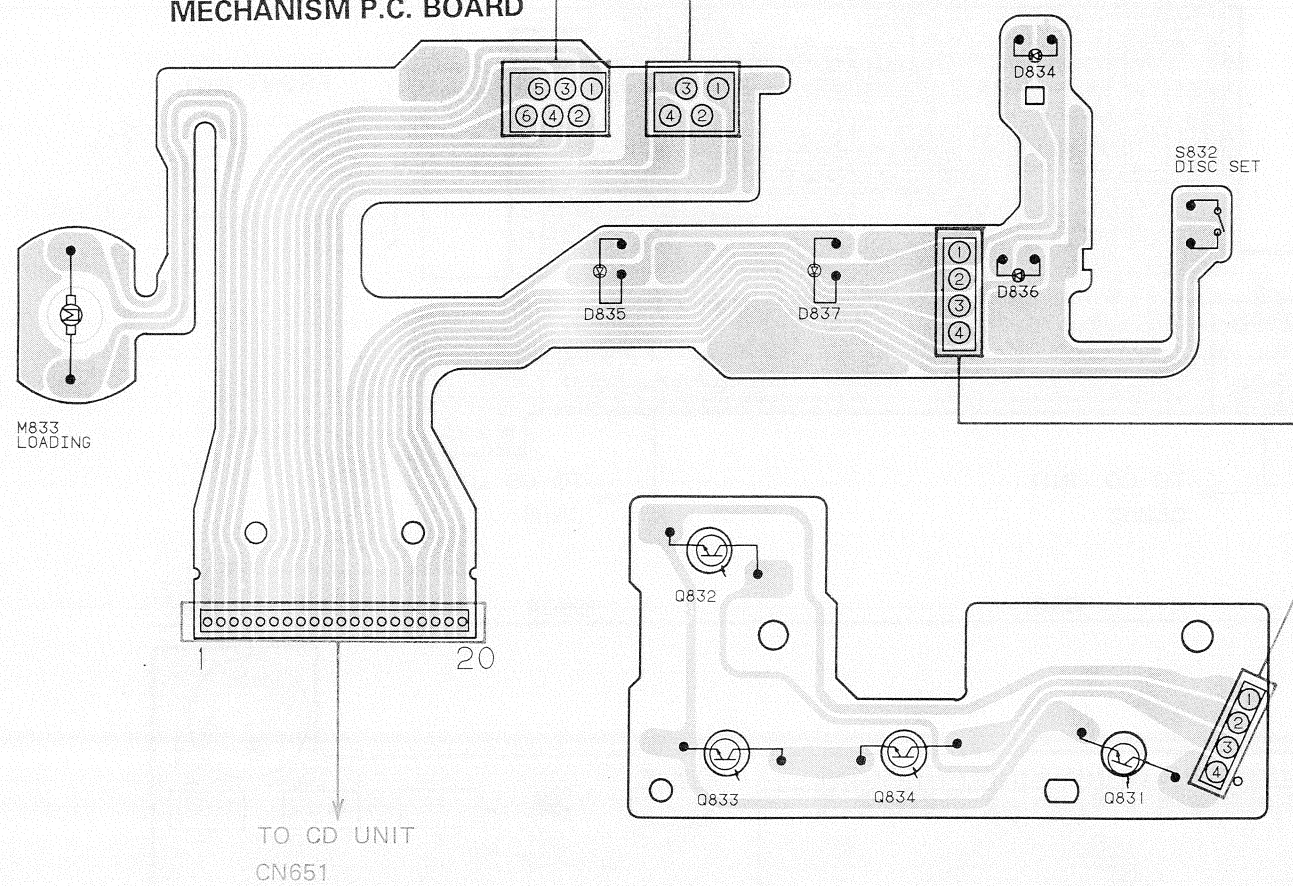 MECHANISM P.C. BOARD
5 3 1
6 4 2
3 1
4 2
D834
S832
DISC SET
1
2
3
4
D835
D837
D836
M
M833
LOADING
Q832
1
20
1
2
3
4
Q833
Q834
Q831
TO CD UNIT
CN651